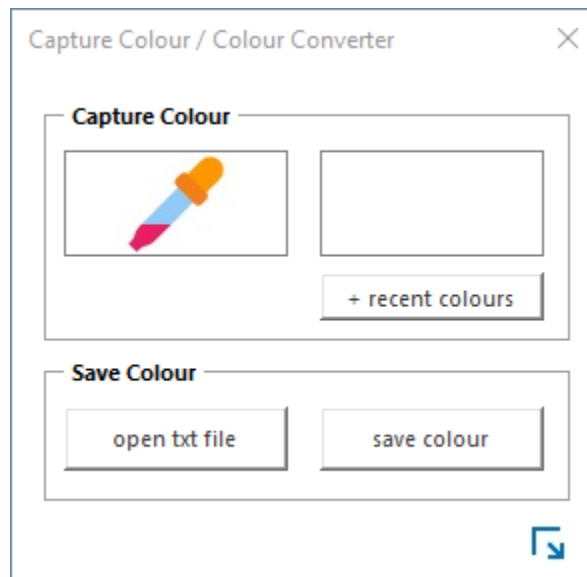 Capture Colour / Colour Converter
Capture Colour
+ recent colours
Save Colour
open txt file
save colour